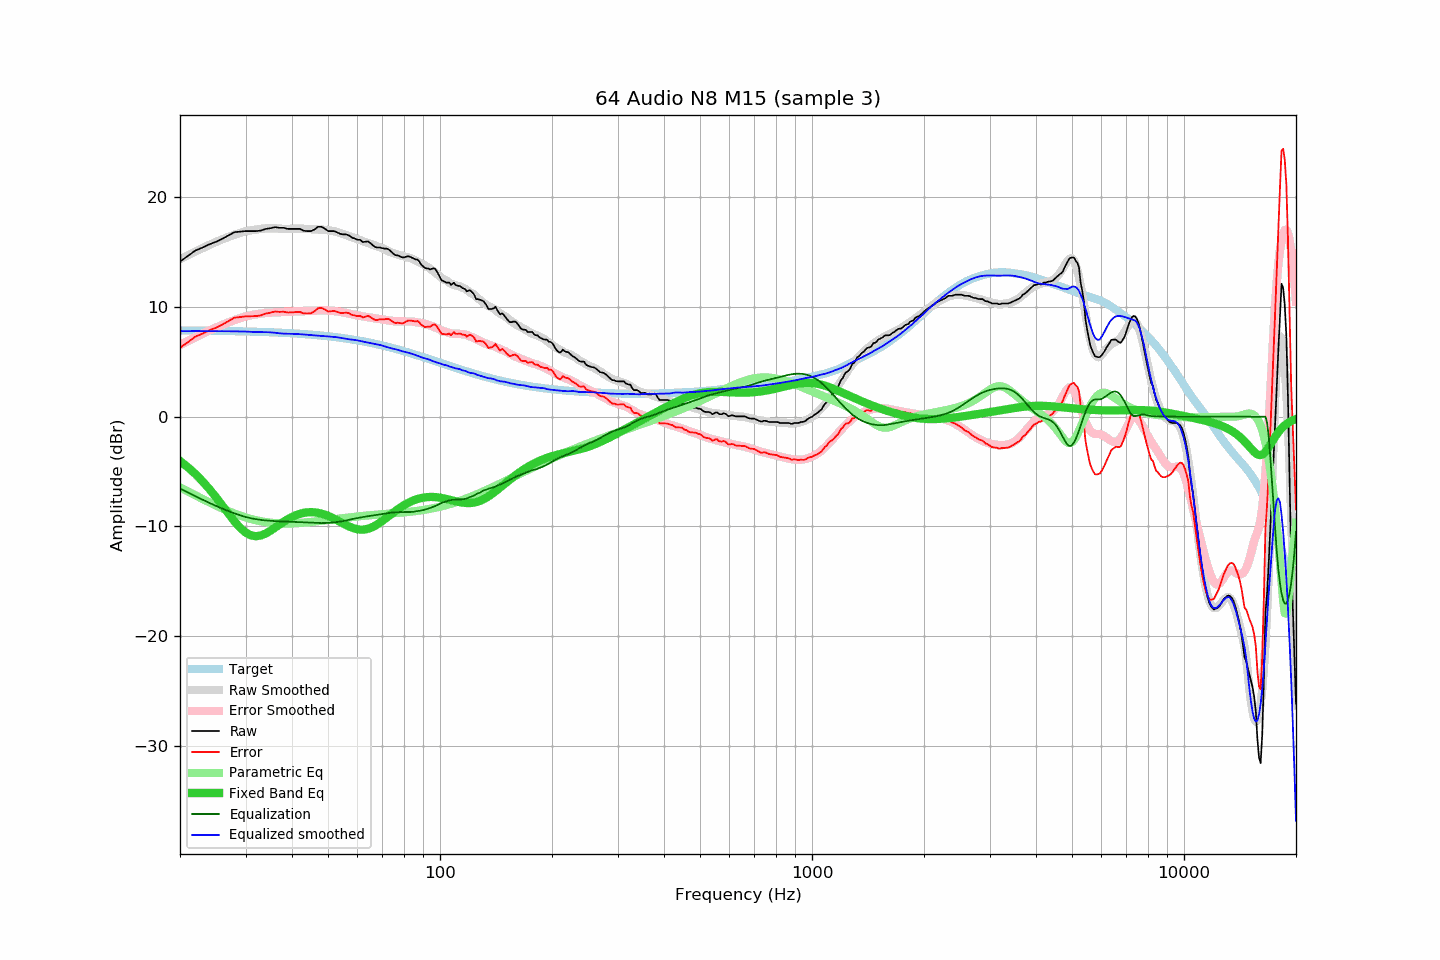 64 Audio N8 M15 (sample 3)
Amplitude (dBr)
20
10
0
−10
−20
−30
Target
Raw Smoothed
Error Smoothed
Raw
Error
Parametric Eq
Fixed Band Eq
Equalization
Equalized smoothed
100
1000
10000
Frequency (Hz)